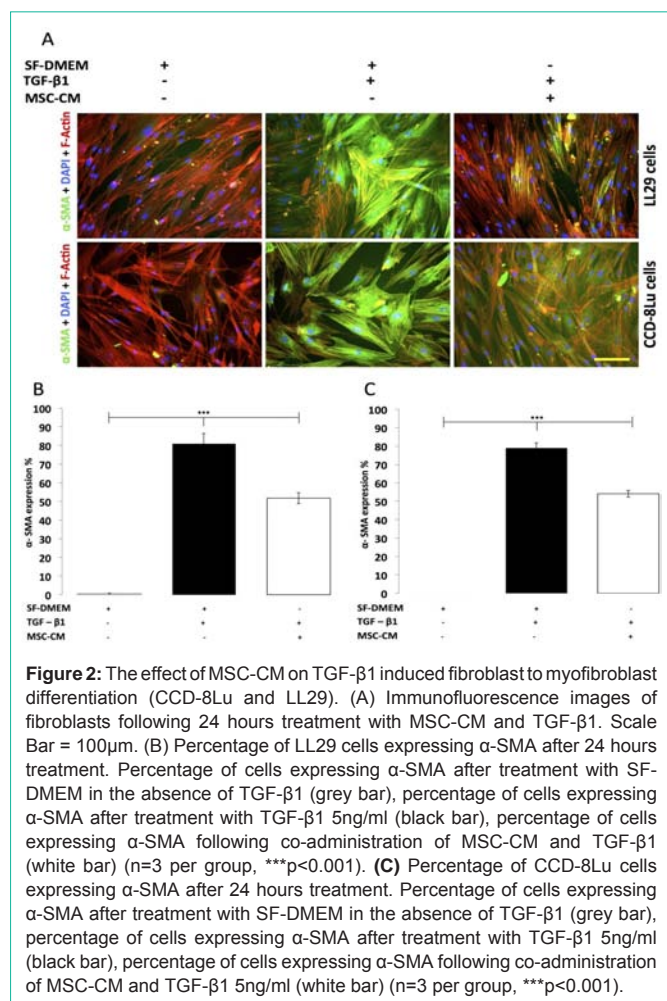 A
SF-DMEM + + -
TGF-β1 - + +
MSC-CM - - +
α-SMA + DAPI + F-Actin
LL29 cells
α-SMA + DAPI + F-Actin
CCD-8Lu cells
B
α- SMA expression %
100
90
80
70
60
50
40
30
20
10
0
***
SF-DMEM + + -
TGF – β1 - + +
MSC-CM - - +
C
α- SMA expression %
100
90
80
70
60
50
40
30
20
10
0
***
SF-DMEM + + -
TGF – β1 - + +
MSC-CM - - +
Figure 2: The effect of MSC-CM on TGF-β1 induced fibroblast to myofibroblast
differentiation (CCD-8Lu and LL29). (A) Immunofluorescence images of
fibroblasts following 24 hours treatment with MSC-CM and TGF-β1. Scale
Bar = 100µm. (B) Percentage of LL29 cells expressing α-SMA after 24 hours
treatment. Percentage of cells expressing α-SMA after treatment with SF-
DMEM in the absence of TGF-β1 (grey bar), percentage of cells expressing
α-SMA after treatment with TGF-β1 5ng/ml (black bar), percentage of cells
expressing α-SMA following co-administration of MSC-CM and TGF-β1
(white bar) (n=3 per group, ***p<0.001). (C) Percentage of CCD-8Lu cells
expressing α-SMA after 24 hours treatment. Percentage of cells expressing
α-SMA after treatment with SF-DMEM in the absence of TGF-β1 (grey bar),
percentage of cells expressing α-SMA after treatment with TGF-β1 5ng/ml
(black bar), percentage of cells expressing α-SMA following co-administration
of MSC-CM and TGF-β1 5ng/ml (white bar) (n=3 per group, ***p<0.001).